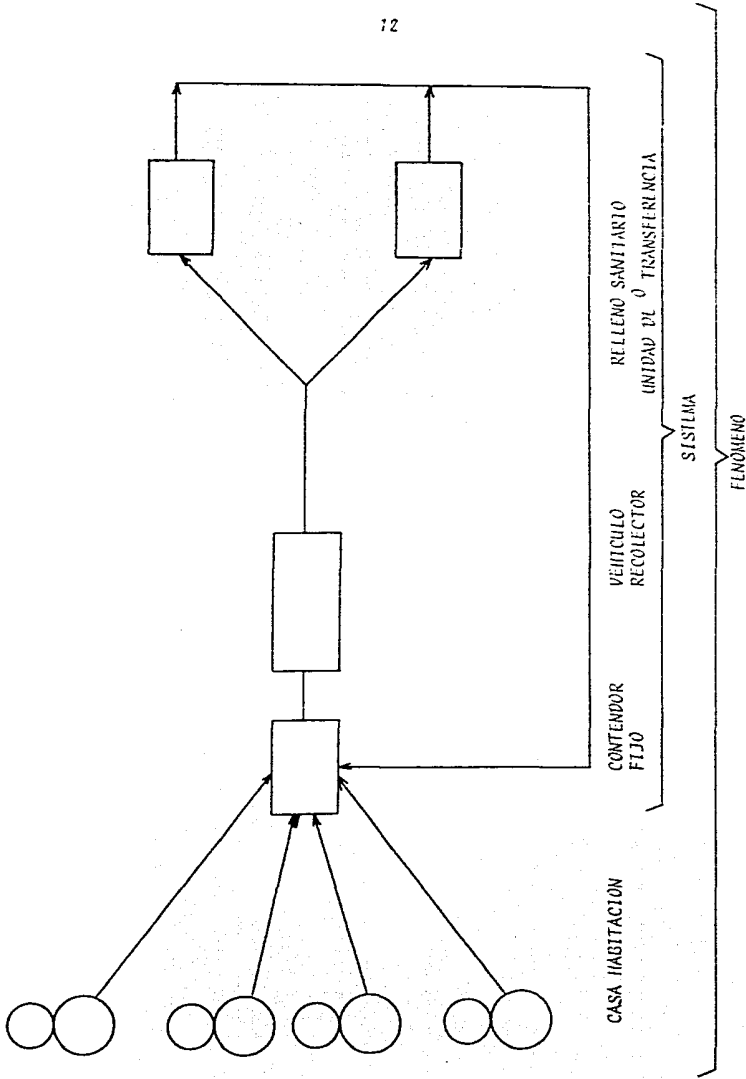 12
CASA HABITACION
CONTENDOR
FIJO
VEHICULO
RECOLECTOR
RELLENO SANITARIO
O
UNIDAD DE TRANSFERENCIA
SISTEMA
FENOMENO